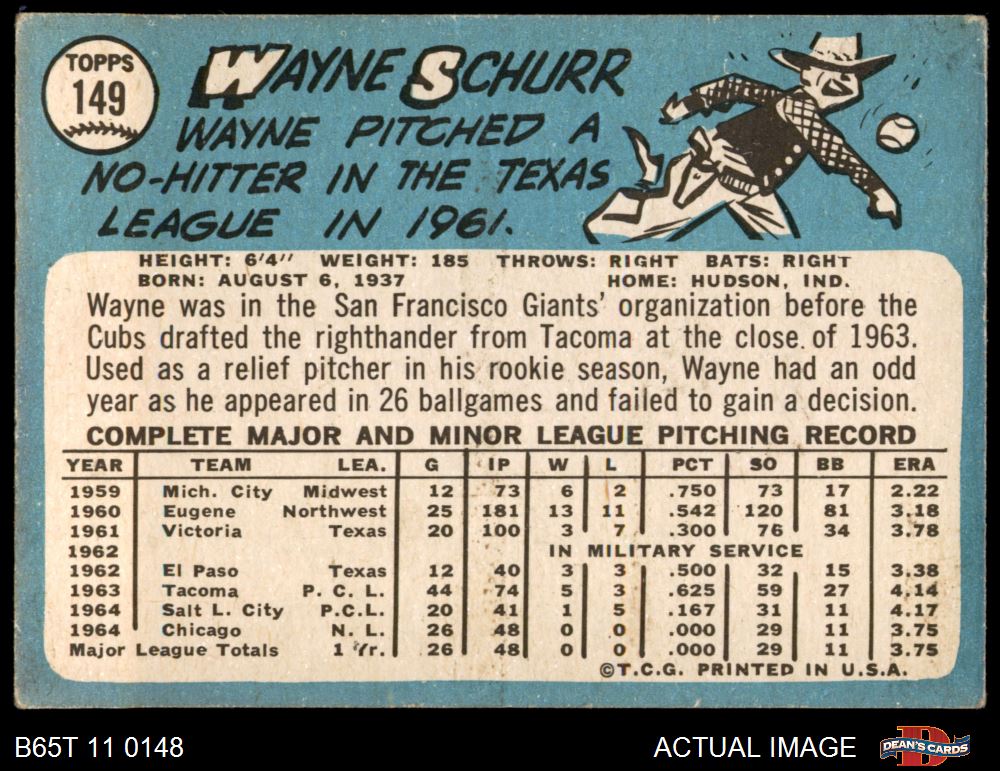 TOPPS
149
WAYNE SCHURR
WAYNE PITCHED A
NO-HITTER IN THE TEXAS
LEAGUE IN 1961.
HEIGHT: 6'4" WEIGHT: 185 THROWS: RIGHT BATS: RIGHT
BORN: AUGUST 6, 1937 HOME: HUDSON, IND.
Wayne was in the San Francisco Giants' organization before the
Cubs drafted the righthander from Tacoma at the close of 1963.
Used as a relief pitcher in his rookie season, Wayne had an odd
year as he appeared in 26 ballgames and failed to gain a decision.
COMPLETE MAJOR AND MINOR LEAGUE PITCHING RECORD
YEAR TEAM LEA. G IP W L PCT SO BB ERA
1959 Mich. City Midwest 12 73 6 2 .750 73 17 2.22
1960 Eugene Northwest 25 181 13 11 .542 120 81 3.18
1961 Victoria Texas 20 100 3 7 .300 76 34 3.78
1962 IN MILITARY SERVICE
1962 El Paso Texas 12 40 3 3 .500 32 15 3.38
1963 Tacoma P. C. L. 44 74 5 3 .625 59 27 4.14
1964 Salt L. City P.C.L. 20 41 1 5 .167 31 11 4.17
1964 Chicago N. L. 26 48 0 0 .000 29 11 3.75
Major League Totals 1 Yr. 26 48 0 0 .000 29 11 3.75
©T.C.G. PRINTED IN U.S.A.
B65T 11 0148 ACTUAL IMAGE DEAN'S CARDS